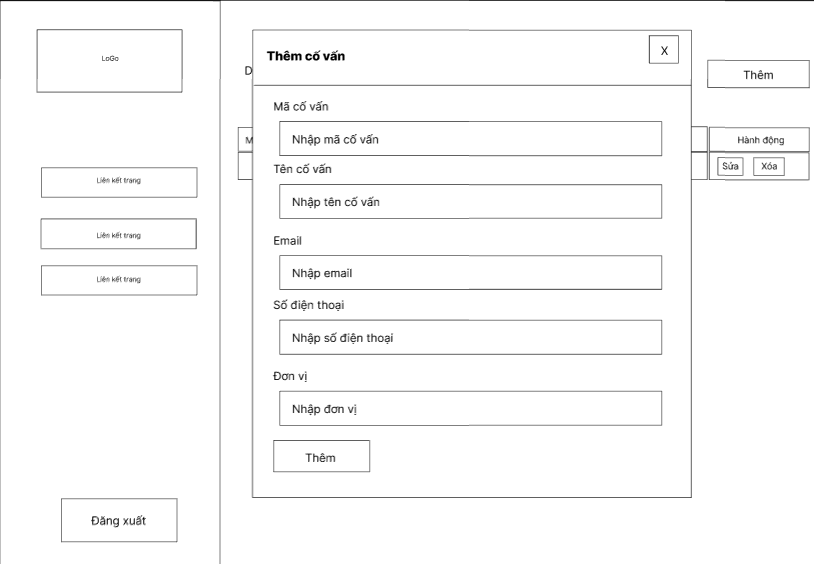 LoGo
Liên kết trang
Liên kết trang
Liên kết trang
Đăng xuất
D
Thêm
M
Hành động
Sửa
Xóa
Thêm cố vấn
X
Mã cố vấn
Nhập mã cố vấn
Tên cố vấn
Nhập tên cố vấn
Email
Nhập email
Số điện thoại
Nhập số điện thoại
Đơn vị
Nhập đơn vị
Thêm